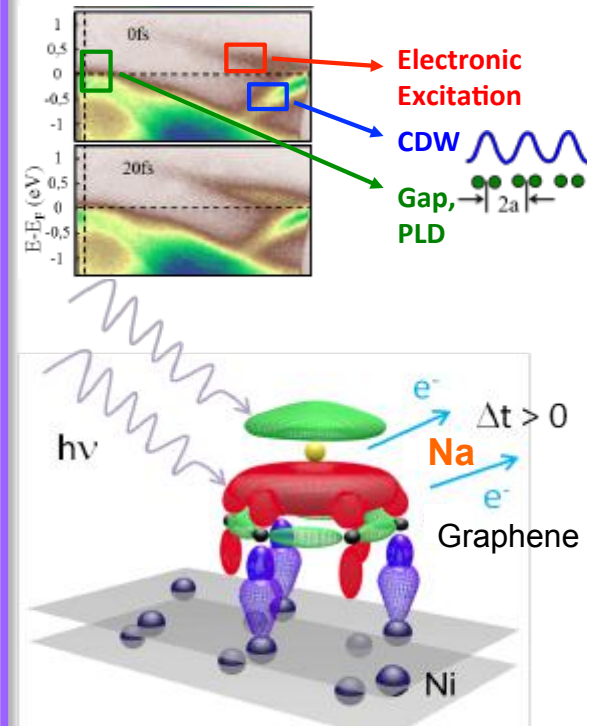 0fs
0,5
0
-0,5
-1
E-E_F (eV)
20fs
1
0,5
0
-0,5
-1
Electronic
Excitation
CDW
Gap,
PLD
2a
hν
e⁻
Δt > 0
Na
e⁻
Graphene
Ni